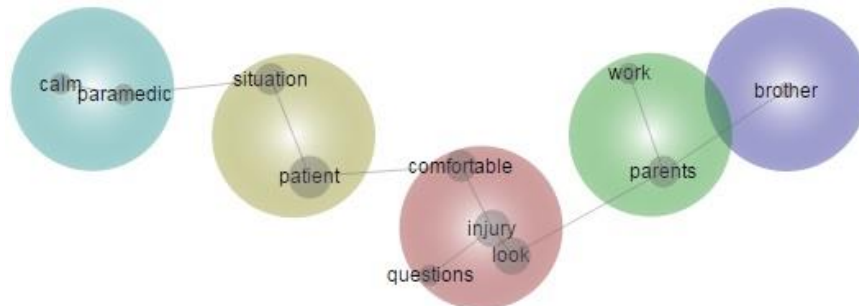 calm
paramedic
situation
patient
comfortable
injury
look
questions
work
parents
brother